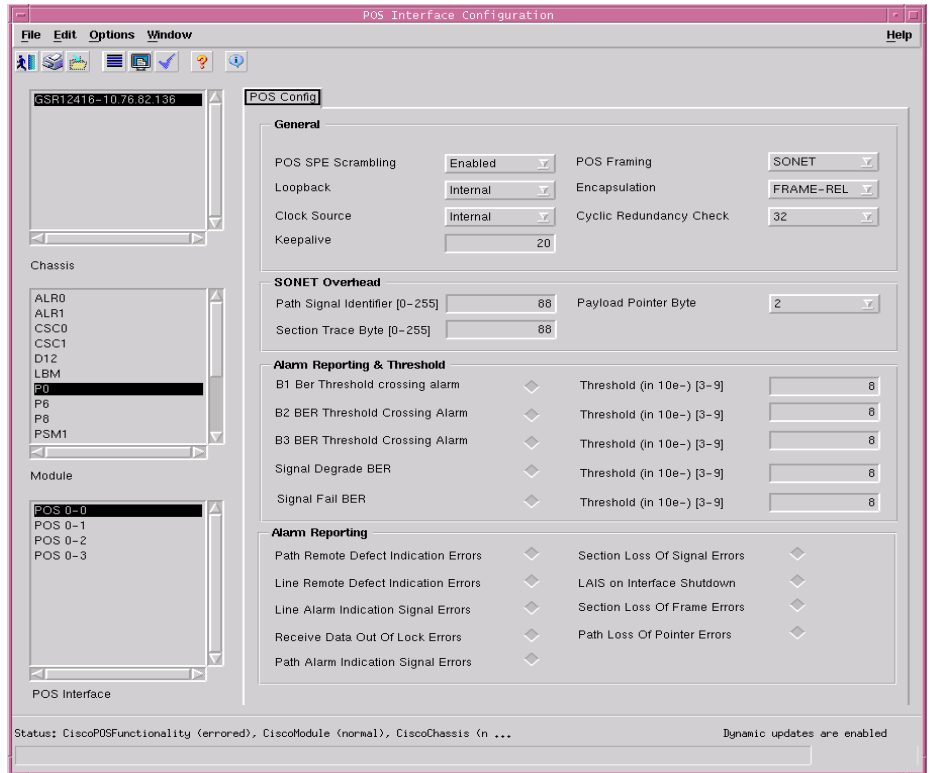 POS Interface Configuration
File Edit Options Window Help
GSR12416-10.76.82.136
Chassis
ALR0
ALR1
CSC0
CSC1
D12
LBM
P0
P6
P8
PSM1
Module
POS 0-0
POS 0-1
POS 0-2
POS 0-3
POS Interface
POS Config
General
POS SPE Scrambling Enabled POS Framing SONET
Loopback Internal Encapsulation FRAME-REL
Clock Source Internal Cyclic Redundancy Check 32
Keepalive 20
SONET Overhead
Path Signal Identifier [0-255] 88 Payload Pointer Byte 2
Section Trace Byte [0-255] 88
Alarm Reporting & Threshold
B1 Ber Threshold crossing alarm Threshold (in 10e-) [3-9] 8
B2 BER Threshold Crossing Alarm Threshold (in 10e-) [3-9] 8
B3 BER Threshold Crossing Alarm Threshold (in 10e-) [3-9] 8
Signal Degrade BER Threshold (in 10e-) [3-9] 8
Signal Fail BER Threshold (in 10e-) [3-9] 8
Alarm Reporting
Path Remote Defect Indication Errors Section Loss Of Signal Errors
Line Remote Defect Indication Errors LAIS on Interface Shutdown
Line Alarm Indication Signal Errors Section Loss Of Frame Errors
Receive Data Out Of Lock Errors Path Loss Of Pointer Errors
Path Alarm Indication Signal Errors
Status: CiscoPOSFunctionality (errored), CiscoModule (normal), CiscoChassis (n ... Dynamic updates are enabled